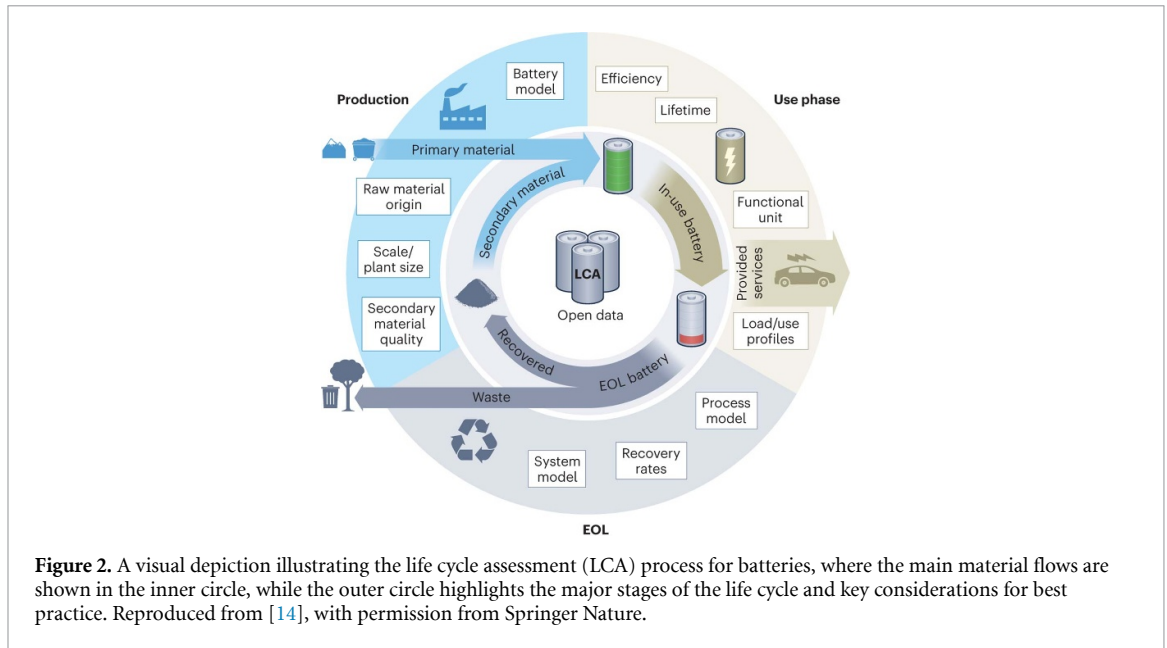 Production
Battery
model
Efficiency
Lifetime
Use phase
Primary material
Raw material
origin
Secondary material
In-use battery
Functional
unit
Scale/
plant size
LCA
Open data
Provided
services
Secondary
material
quality
Load/use
profiles
Recovered
EOL battery
Waste
Process
model
System
model
Recovery
rates
EOL
Figure 2. A visual depiction illustrating the life cycle assessment (LCA) process for batteries, where the main material flows are
shown in the inner circle, while the outer circle highlights the major stages of the life cycle and key considerations for best
practice. Reproduced from [14], with permission from Springer Nature.